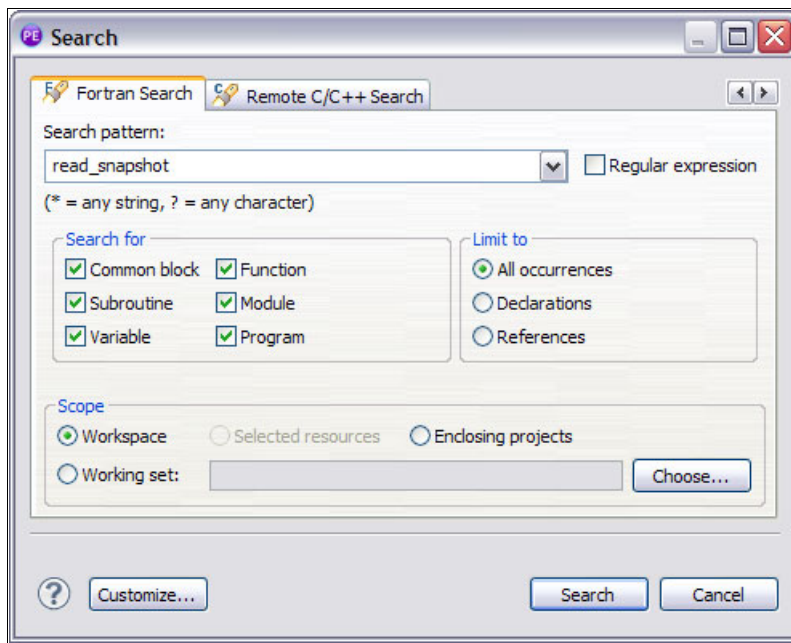 PE Search
Fortran Search Remote C/C++ Search
Search pattern:
read_snapshot Regular expression
(* = any string, ? = any character)
Search for Limit to
Common block Function All occurrences
Subroutine Module Declarations
Variable Program References
Scope
Workspace Selected resources Enclosing projects
Working set: Choose...
? Customize... Search Cancel